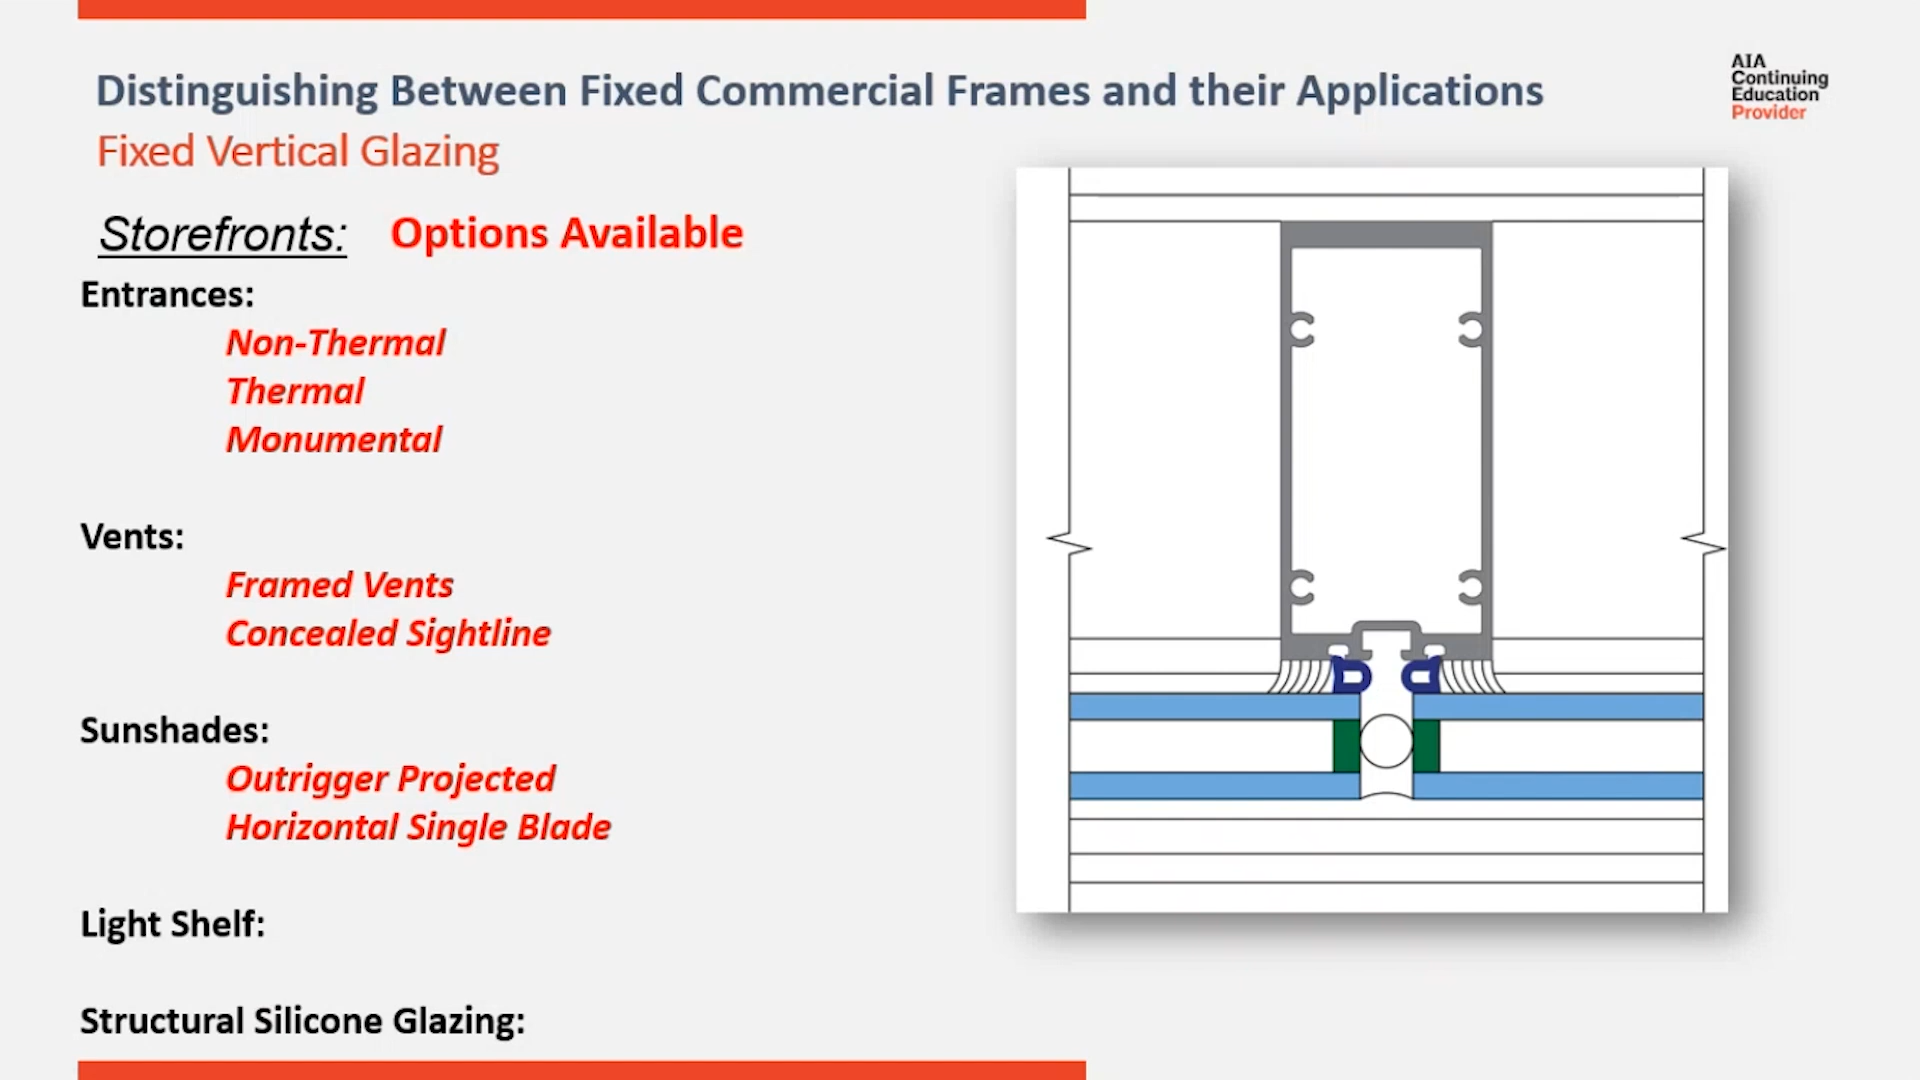 Distinguishing Between Fixed Commercial Frames and their Applications
Fixed Vertical Glazing
AIA
Continuing
Education
Provider
Storefronts: Options Available
Entrances:
Non-Thermal
Thermal
Monumental
Vents:
Framed Vents
Concealed Sightline
Sunshades:
Outrigger Projected
Horizontal Single Blade
Light Shelf:
Structural Silicone Glazing: